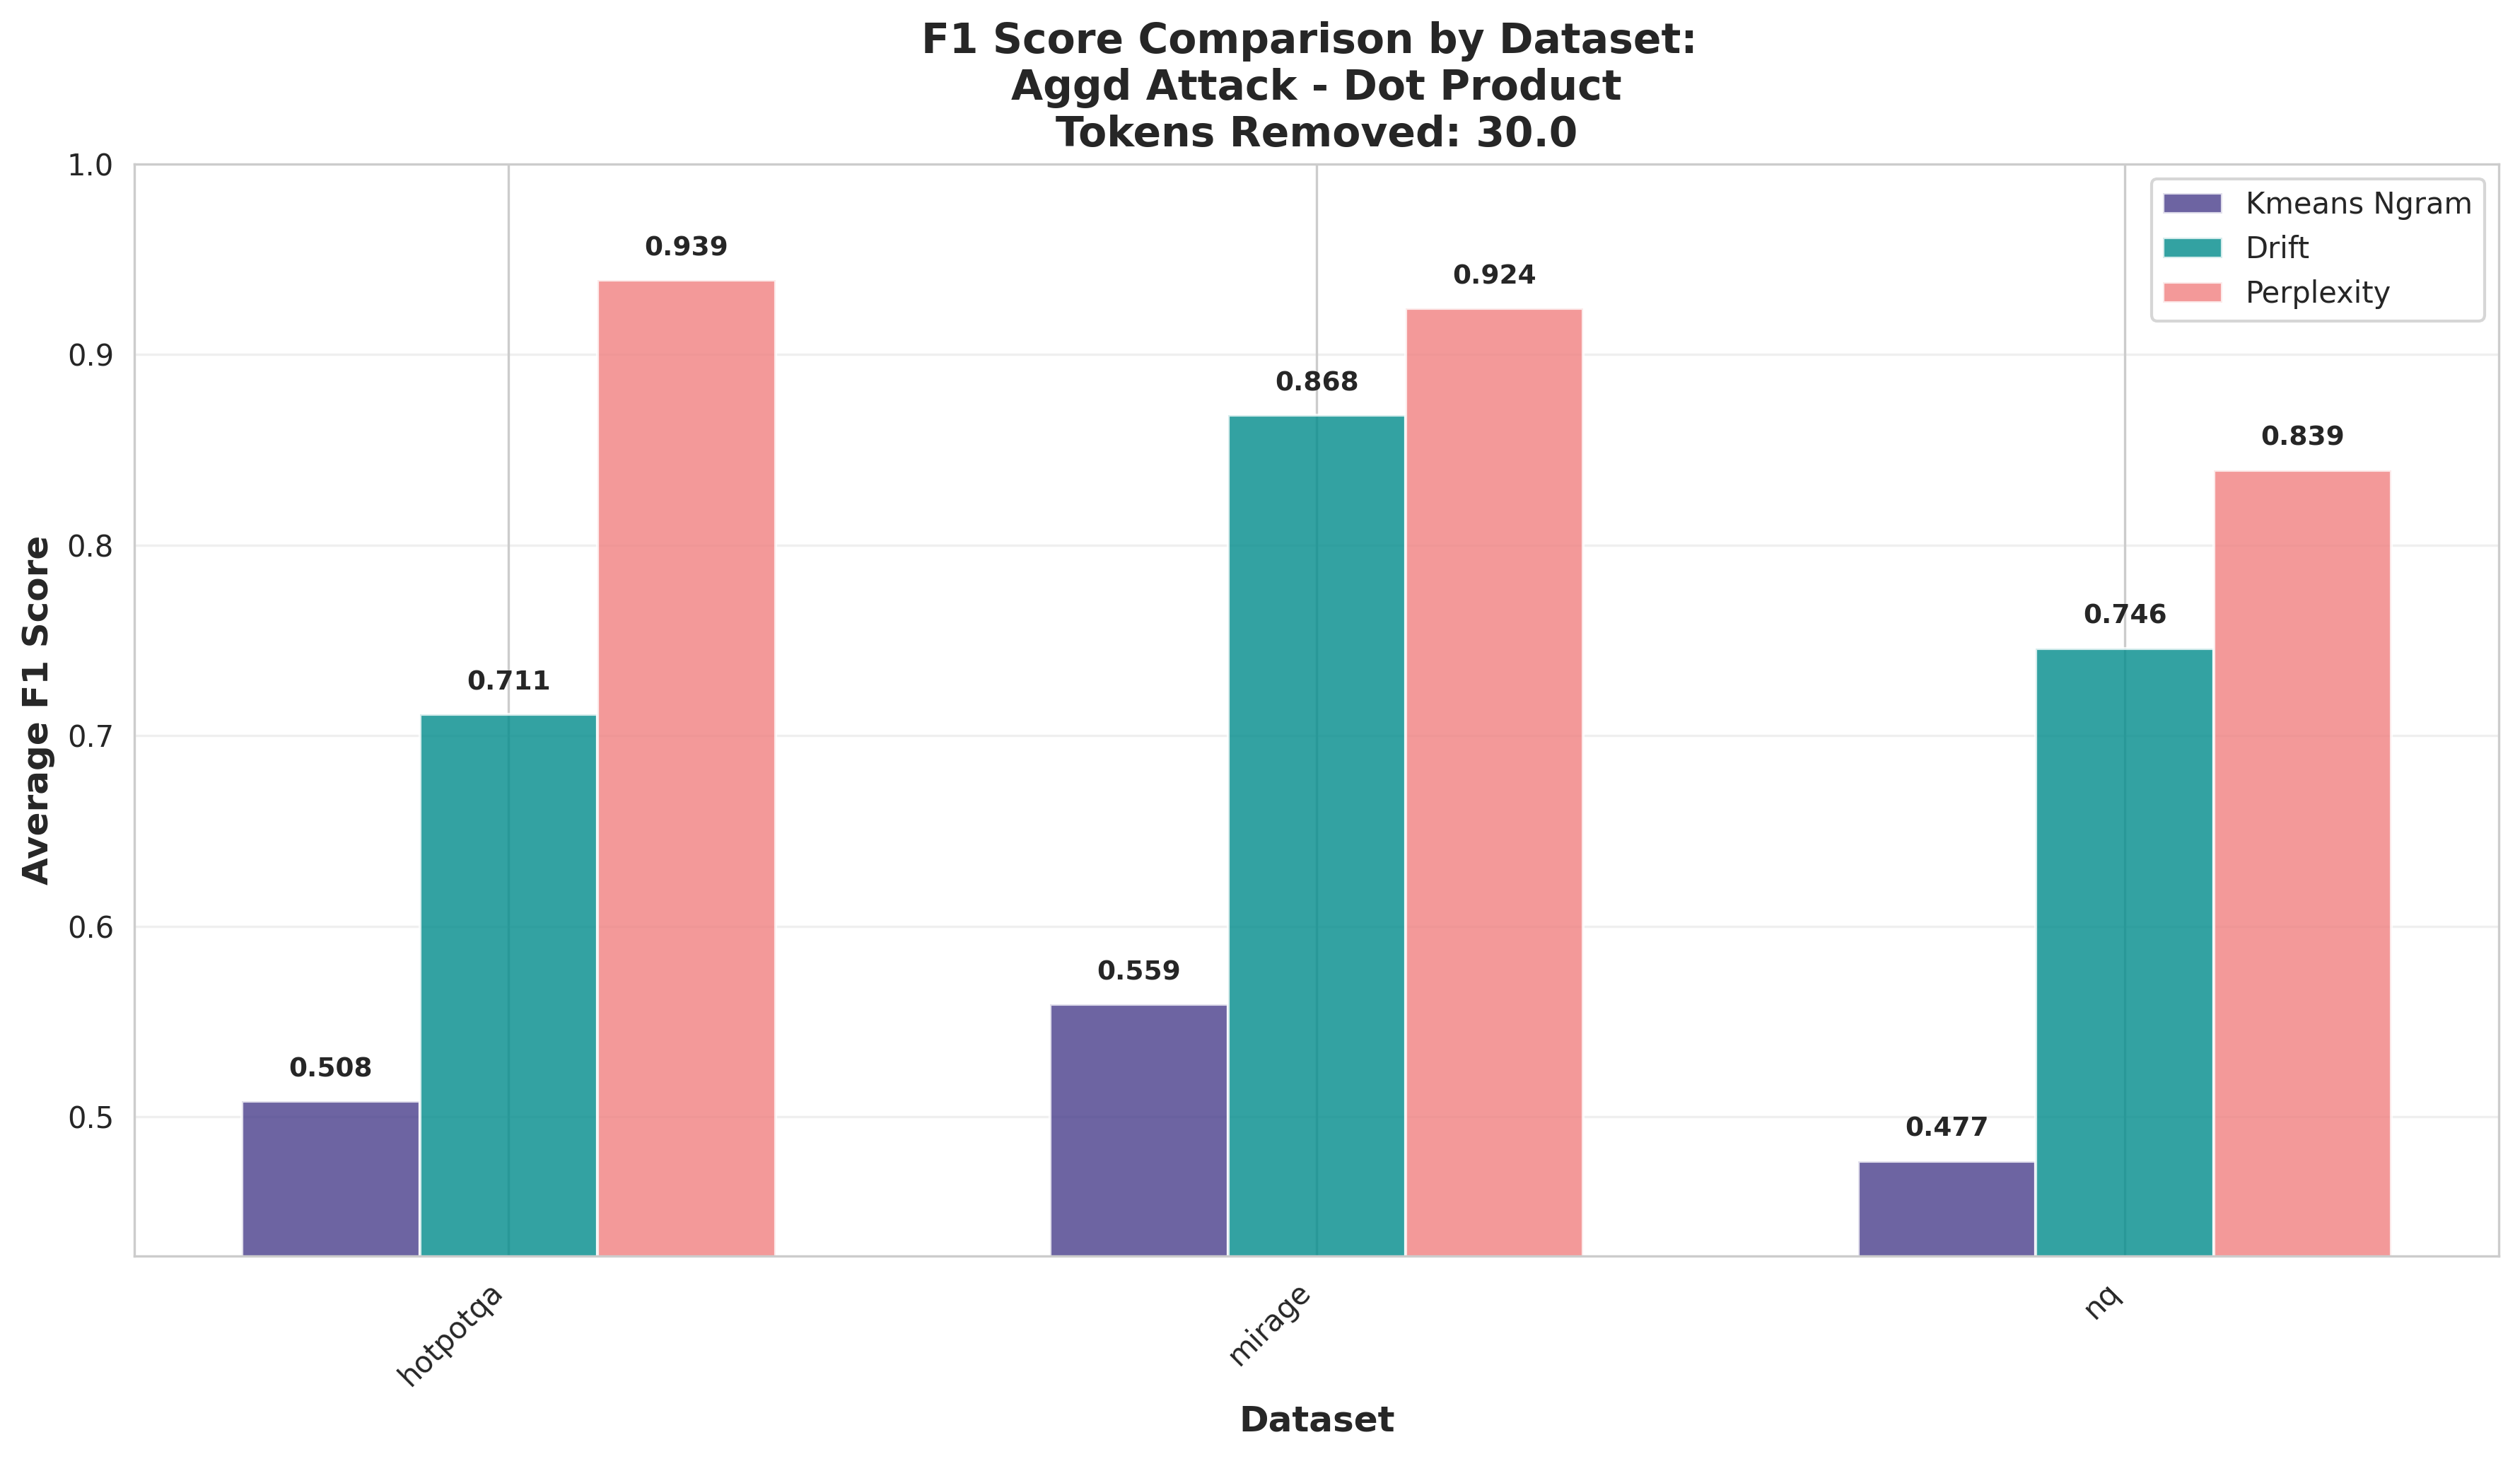 F1 Score Comparison by Dataset:
Aggd Attack - Dot Product
Tokens Removed: 30.0
1.0
0.9
0.8
0.7
0.6
0.5
Average F1 Score
Kmeans Ngram
Drift
Perplexity
0.508
0.711
0.939
0.559
0.868
0.924
0.477
0.746
0.839
hotpotqa
mirage
nq
Dataset